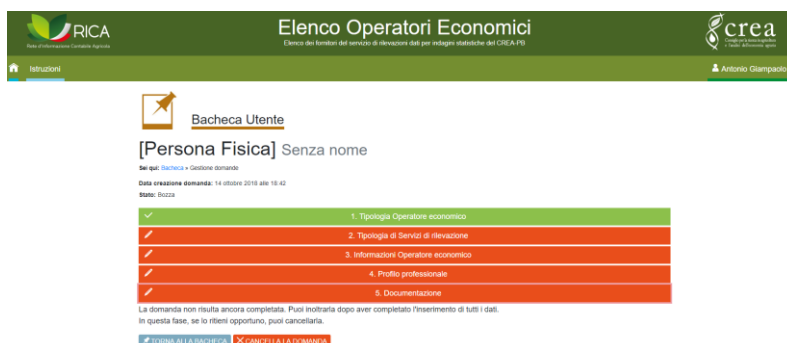 RICA
Rete d'Informazione Contabile Agricola
Elenco Operatori Economici
Elenco dei fornitori del servizio di rilevazioni dati per indagini statistiche del CREA-PB
crea
Istruzioni
Antonio Giampaolo
Bacheca Utente
[Persona Fisica] Senza nome
Sei qui: Bacheca » Gestione domande
Data creazione domanda: 14 ottobre 2018 alle 18:42
Stato: Bozza
1. Tipologia Operatore economico
2. Tipologia di Servizi di rilevazione
3. Informazioni Operatore economico
4. Profilo professionale
5. Documentazione
La domanda non risulta ancora completata. Puoi inoltrarla dopo aver completato l'inserimento di tutti i dati.
In questa fase, se lo ritieni opportuno, puoi cancellarla.
TORNA ALLA BACHECA
CANCELLA LA DOMANDA